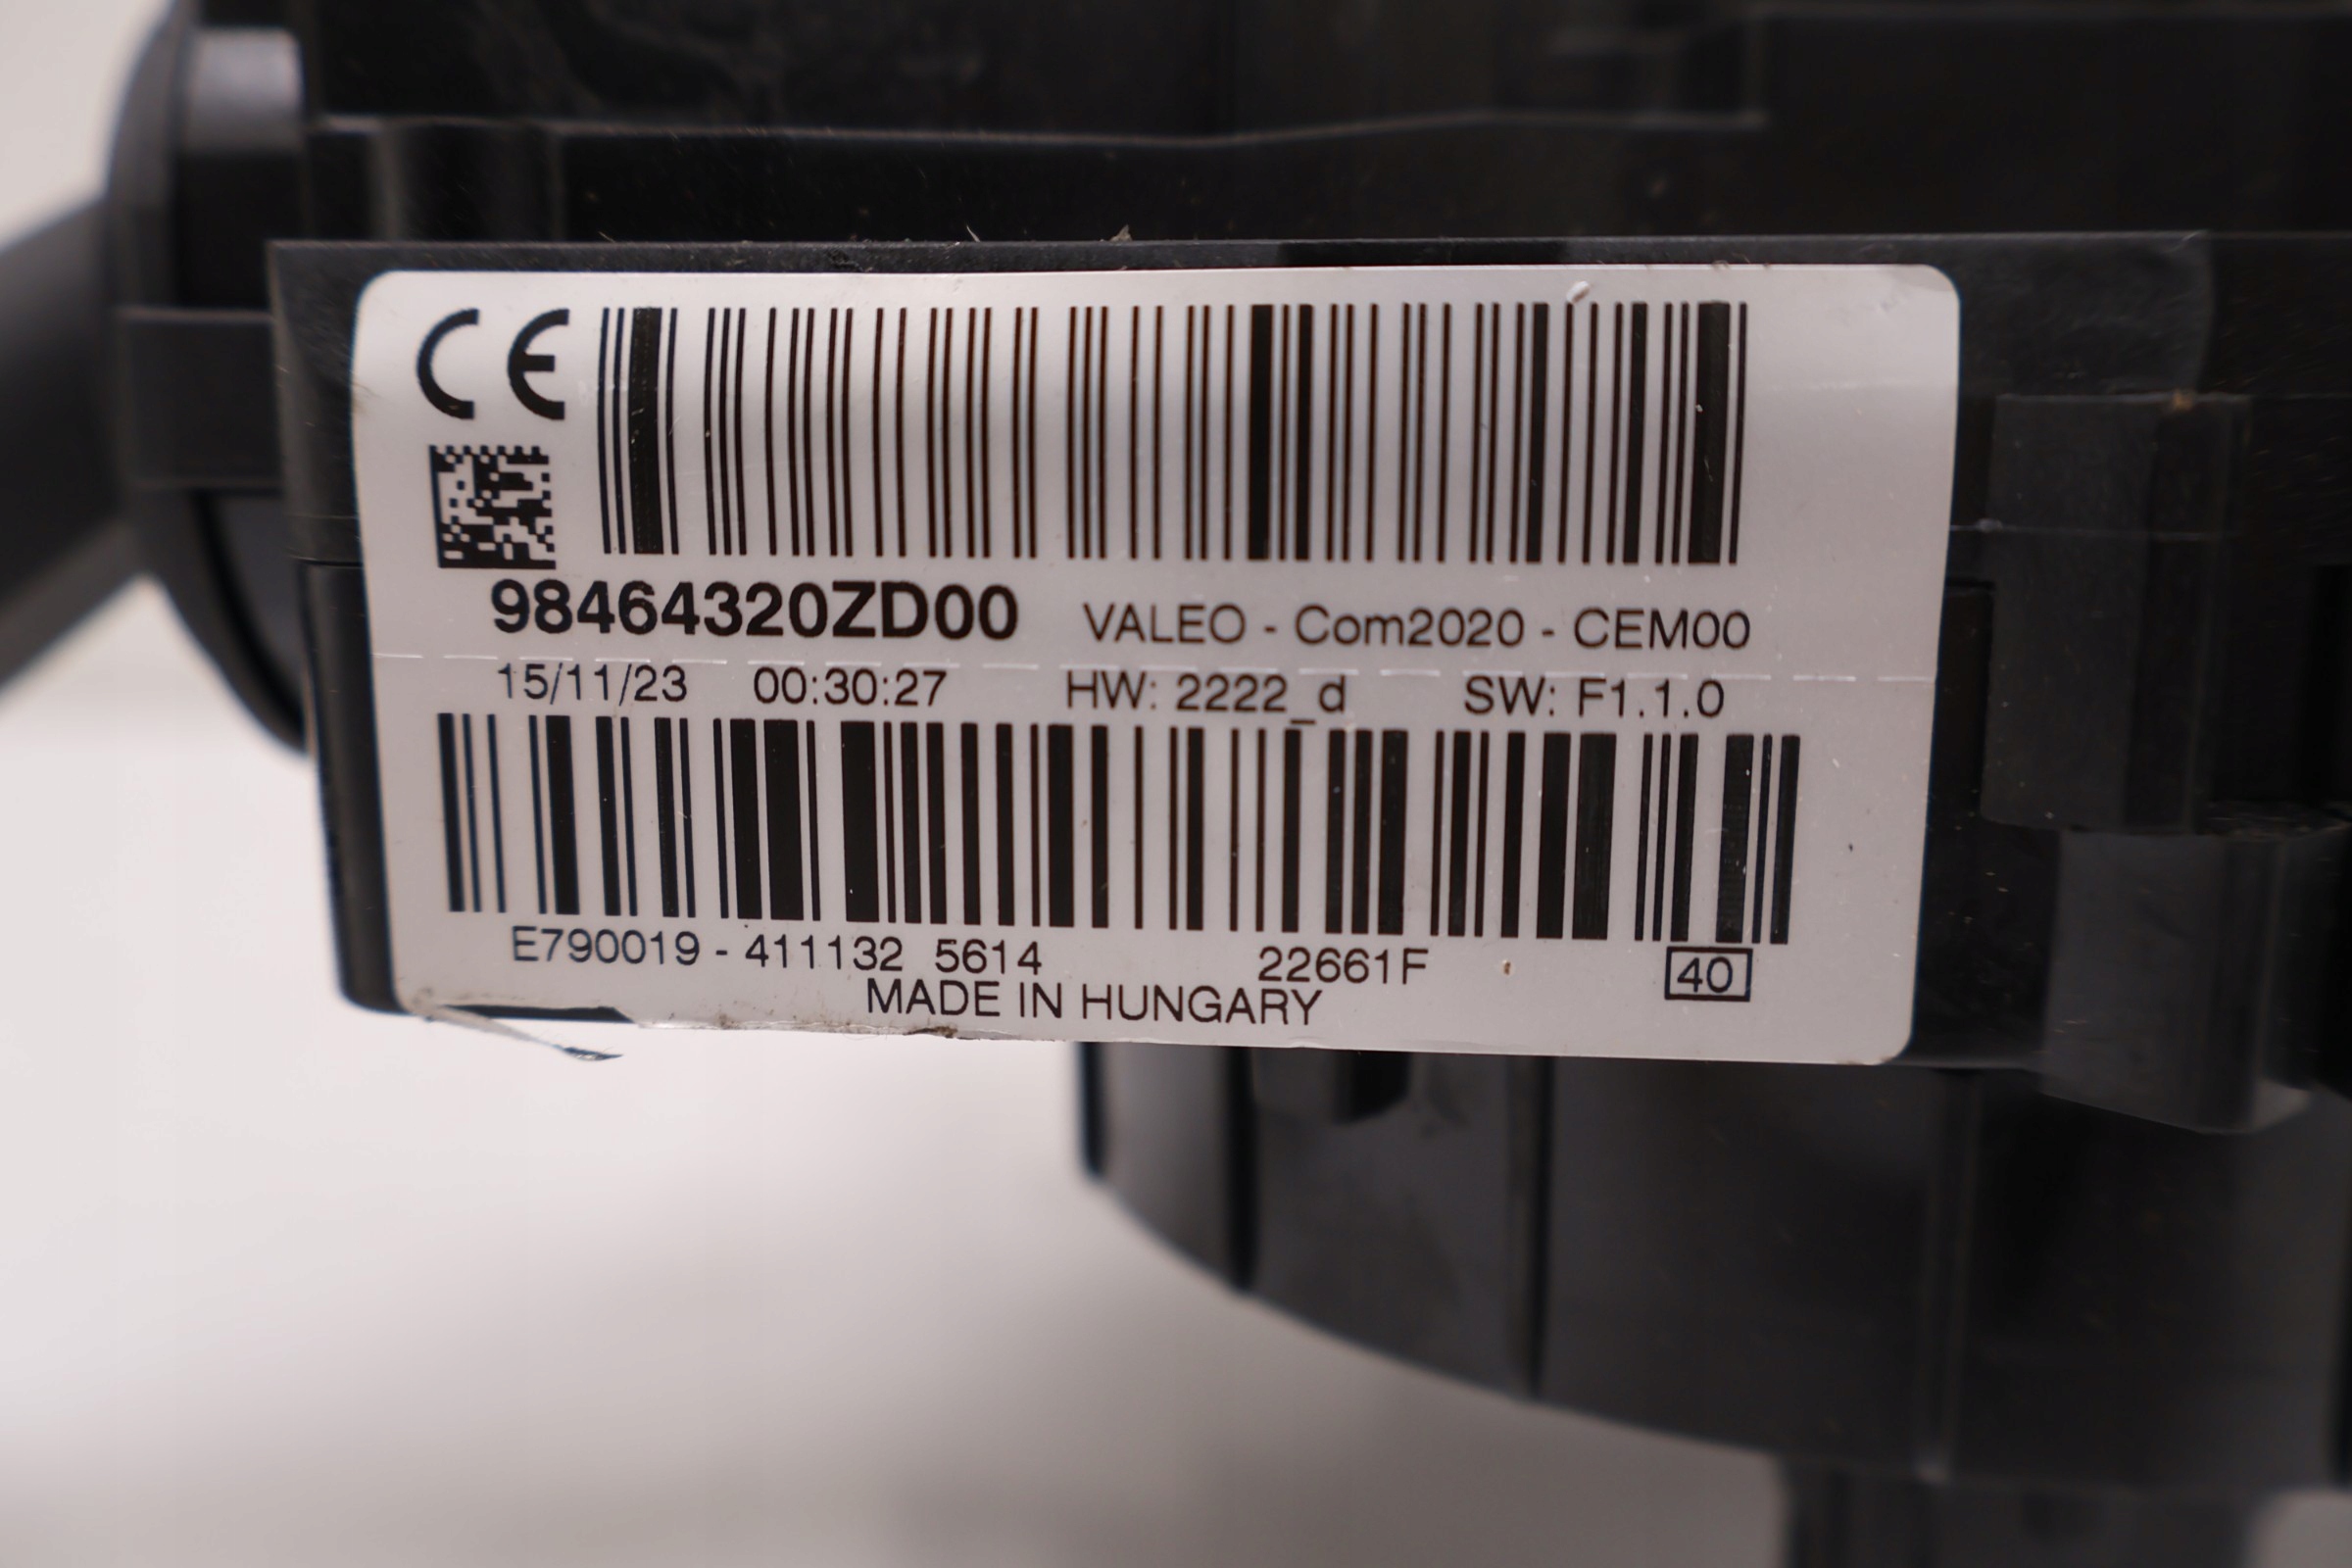 CE
98464320ZD00 VALEO - Com2020 - CEM00
15/11/23 00:30:27 HW: 2222_d SW: F1.1.0
E790019 - 411132 5614 22661F 40
MADE IN HUNGARY